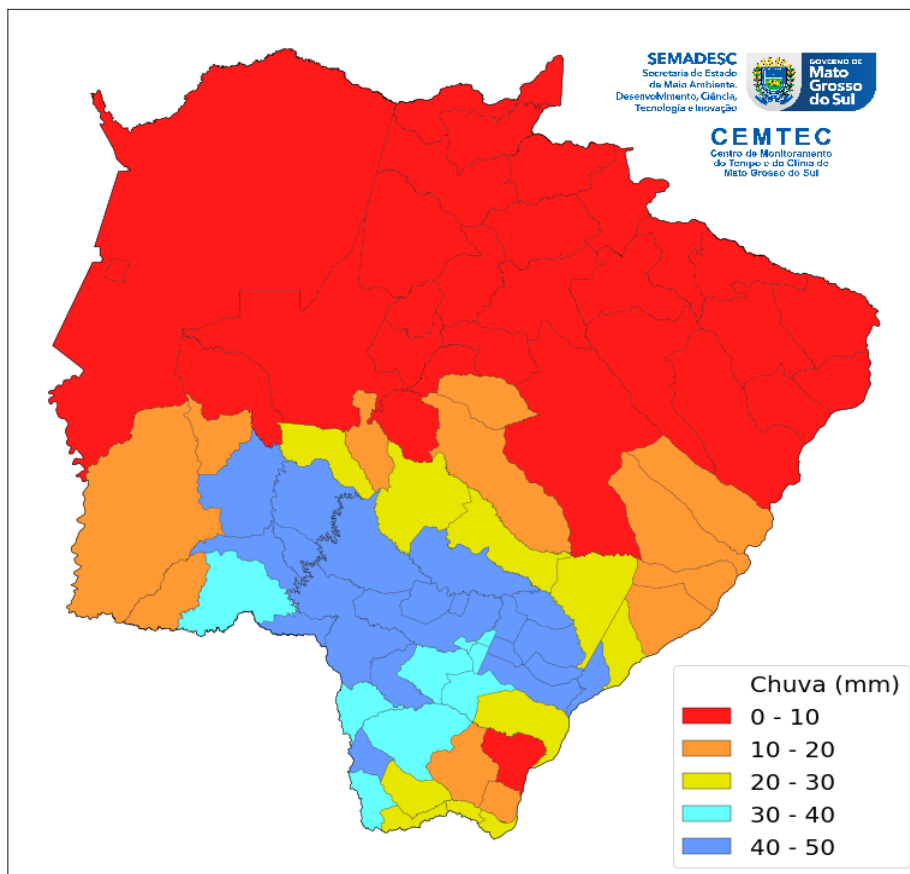 SEMADESC
Secretaria de Estado
de Meio Ambiente,
Desenvolvimento, Ciência,
Tecnologia e Inovação
GOVERNO DE
Mato
Grosso
do Sul
CEMTEC
Centro de Monitoramento
do Tempo e do Clima de
Mato Grosso do Sul
Chuva (mm)
0 - 10
10 - 20
20 - 30
30 - 40
40 - 50